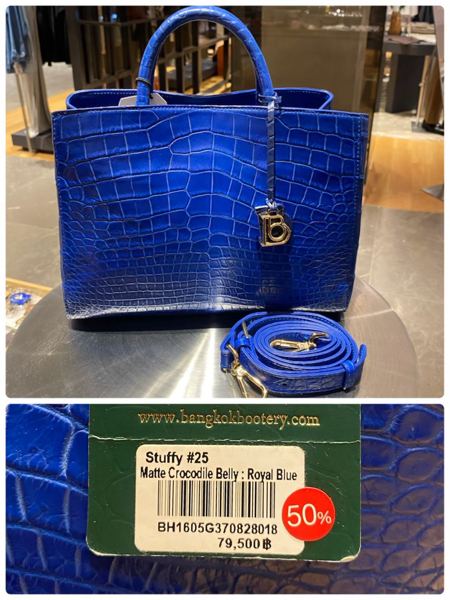 B
www.bangkokbootery.com
Stuffy #25
Matte Crocodile Belly : Royal Blue
BH1605G370828018
50%
79,500฿